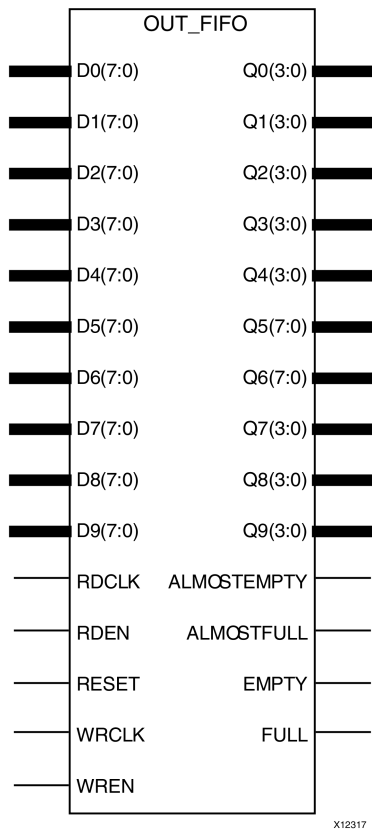 OUT_FIFO
D0(7:0) Q0(3:0)
D1(7:0) Q1(3:0)
D2(7:0) Q2(3:0)
D3(7:0) Q3(3:0)
D4(7:0) Q4(3:0)
D5(7:0) Q5(7:0)
D6(7:0) Q6(7:0)
D7(7:0) Q7(3:0)
D8(7:0) Q8(3:0)
D9(7:0) Q9(3:0)
RDCLK ALMOSTEMPTY
RDEN ALMOSTFULL
RESET EMPTY
WRCLK FULL
WREN
X12317